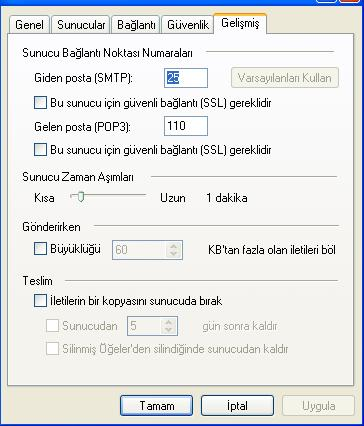 Genel Sunucular Bağlantı Güvenlik Gelişmiş
Sunucu Bağlantı Noktası Numaraları
Giden posta (SMTP): 25 Varsayılanları Kullan
Bu sunucu için güvenli bağlantı (SSL) gereklidir
Gelen posta (POP3): 110
Bu sunucu için güvenli bağlantı (SSL) gereklidir
Sunucu Zaman Aşımları
Kısa Uzun 1 dakika
Gönderirken
Büyüklüğü 60 KB'tan fazla olan iletileri böl
Teslim
İletilerin bir kopyasını sunucuda bırak
Sunucudan 5 gün sonra kaldır
Silinmiş Öğeler'den silindiğinde sunucudan kaldır
Tamam İptal Uygula